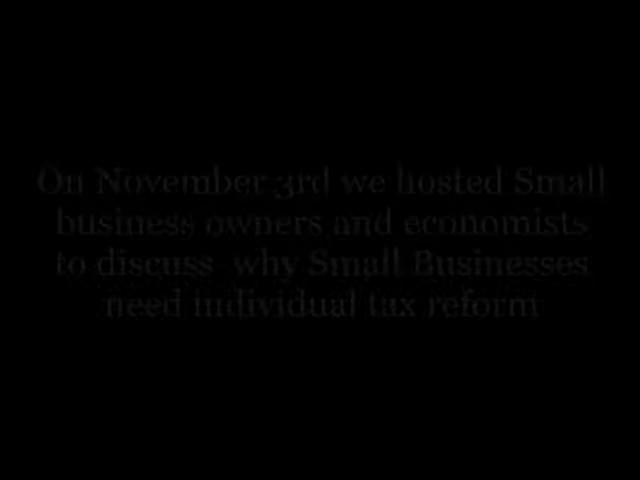 On November 3rd we hosted Small
business owners and economists
to discuss why Small Businesses
need individual tax reform